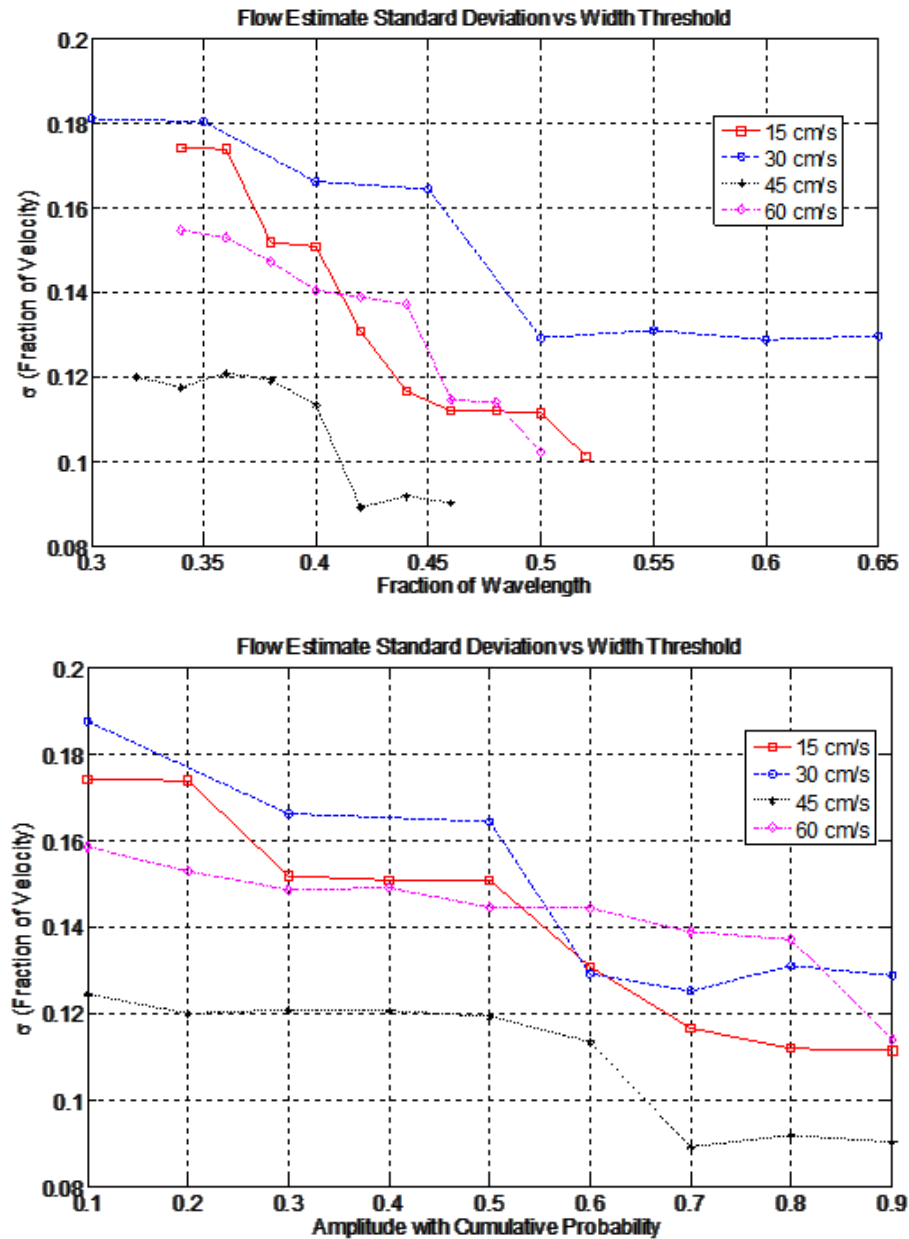 Flow Estimate Standard Deviation vs Width Threshold
0.2
0.18
0.16
0.14
0.12
0.1
0.08
σ (Fraction of Velocity)
15 cm/s
30 cm/s
45 cm/s
60 cm/s
0.3 0.35 0.4 0.45 0.5 0.55 0.6 0.65
Fraction of Wavelength
Flow Estimate Standard Deviation vs Width Threshold
0.2
0.18
0.16
0.14
0.12
0.1
0.08
σ (Fraction of Velocity)
15 cm/s
30 cm/s
45 cm/s
60 cm/s
0.1 0.2 0.3 0.4 0.5 0.6 0.7 0.8 0.9
Amplitude with Cumulative Probability